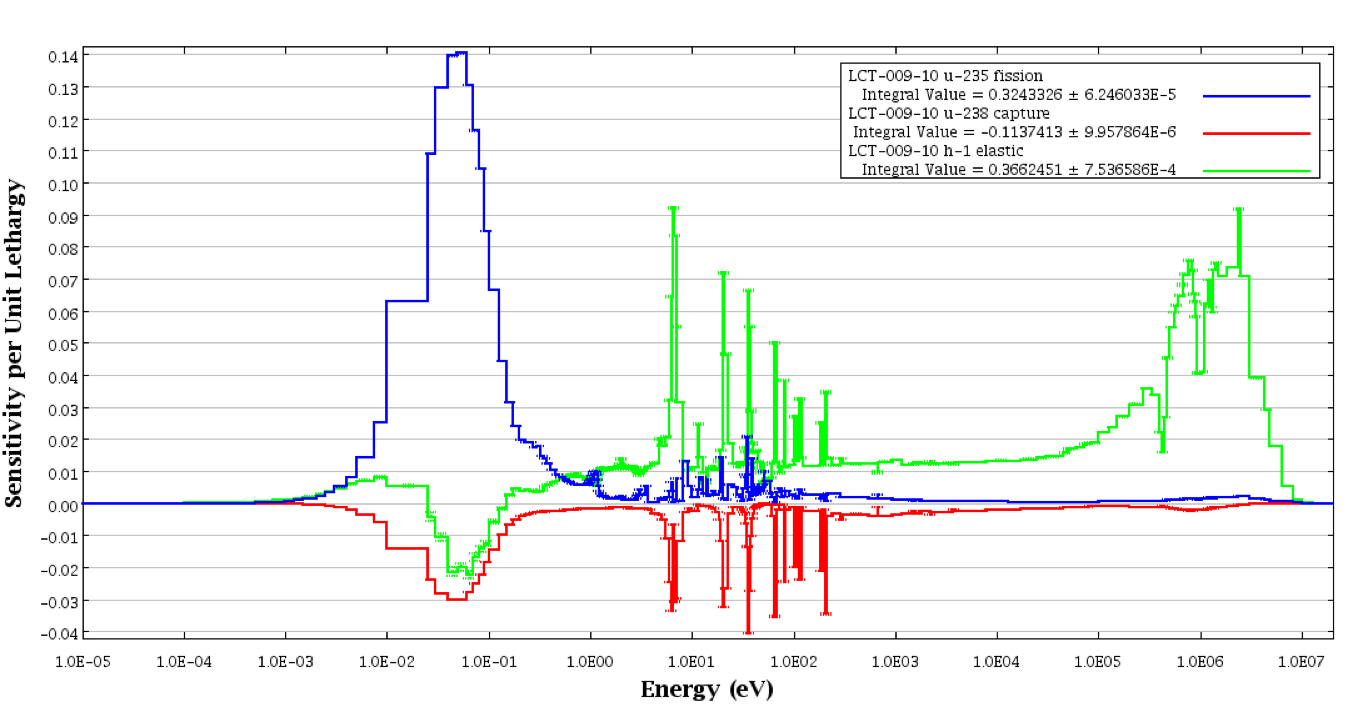 LCT-009-10 u-235 fission
Integral Value = 0.3243326 ± 6.246033E-5
LCT-009-10 u-238 capture
Integral Value = -0.1137413 ± 9.957864E-6
LCT-009-10 h-1 elastic
Integral Value = 0.3662451 ± 7.536586E-4
Sensitivity per Unit Lethargy
0.14
0.13
0.12
0.11
0.10
0.09
0.08
0.07
0.06
0.05
0.04
0.03
0.02
0.01
0.00
-0.01
-0.02
-0.03
-0.04
1.0E-05 1.0E-04 1.0E-03 1.0E-02 1.0E-01 1.0E00 1.0E01 1.0E02 1.0E03 1.0E04 1.0E05 1.0E06 1.0E07
Energy (eV)